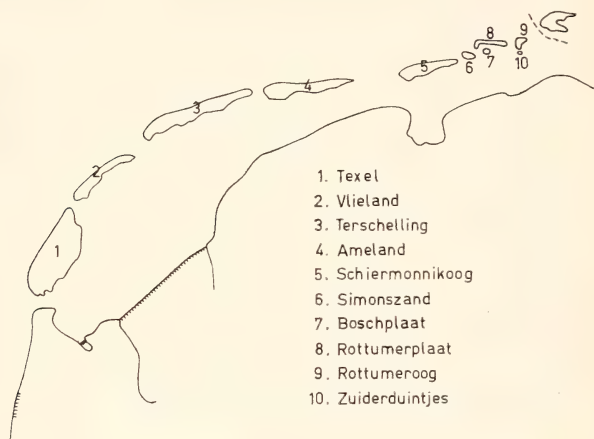 8
9
5
6
7
10
4
3
2
1
1. Texel
2. Vlieland
3. Terschelling
4. Ameland
5. Schiermonnikoog
6. Simonszand
7. Boschplaat
8. Rottumerplaat
9. Rottumeroog
10. Zuiderduintjes